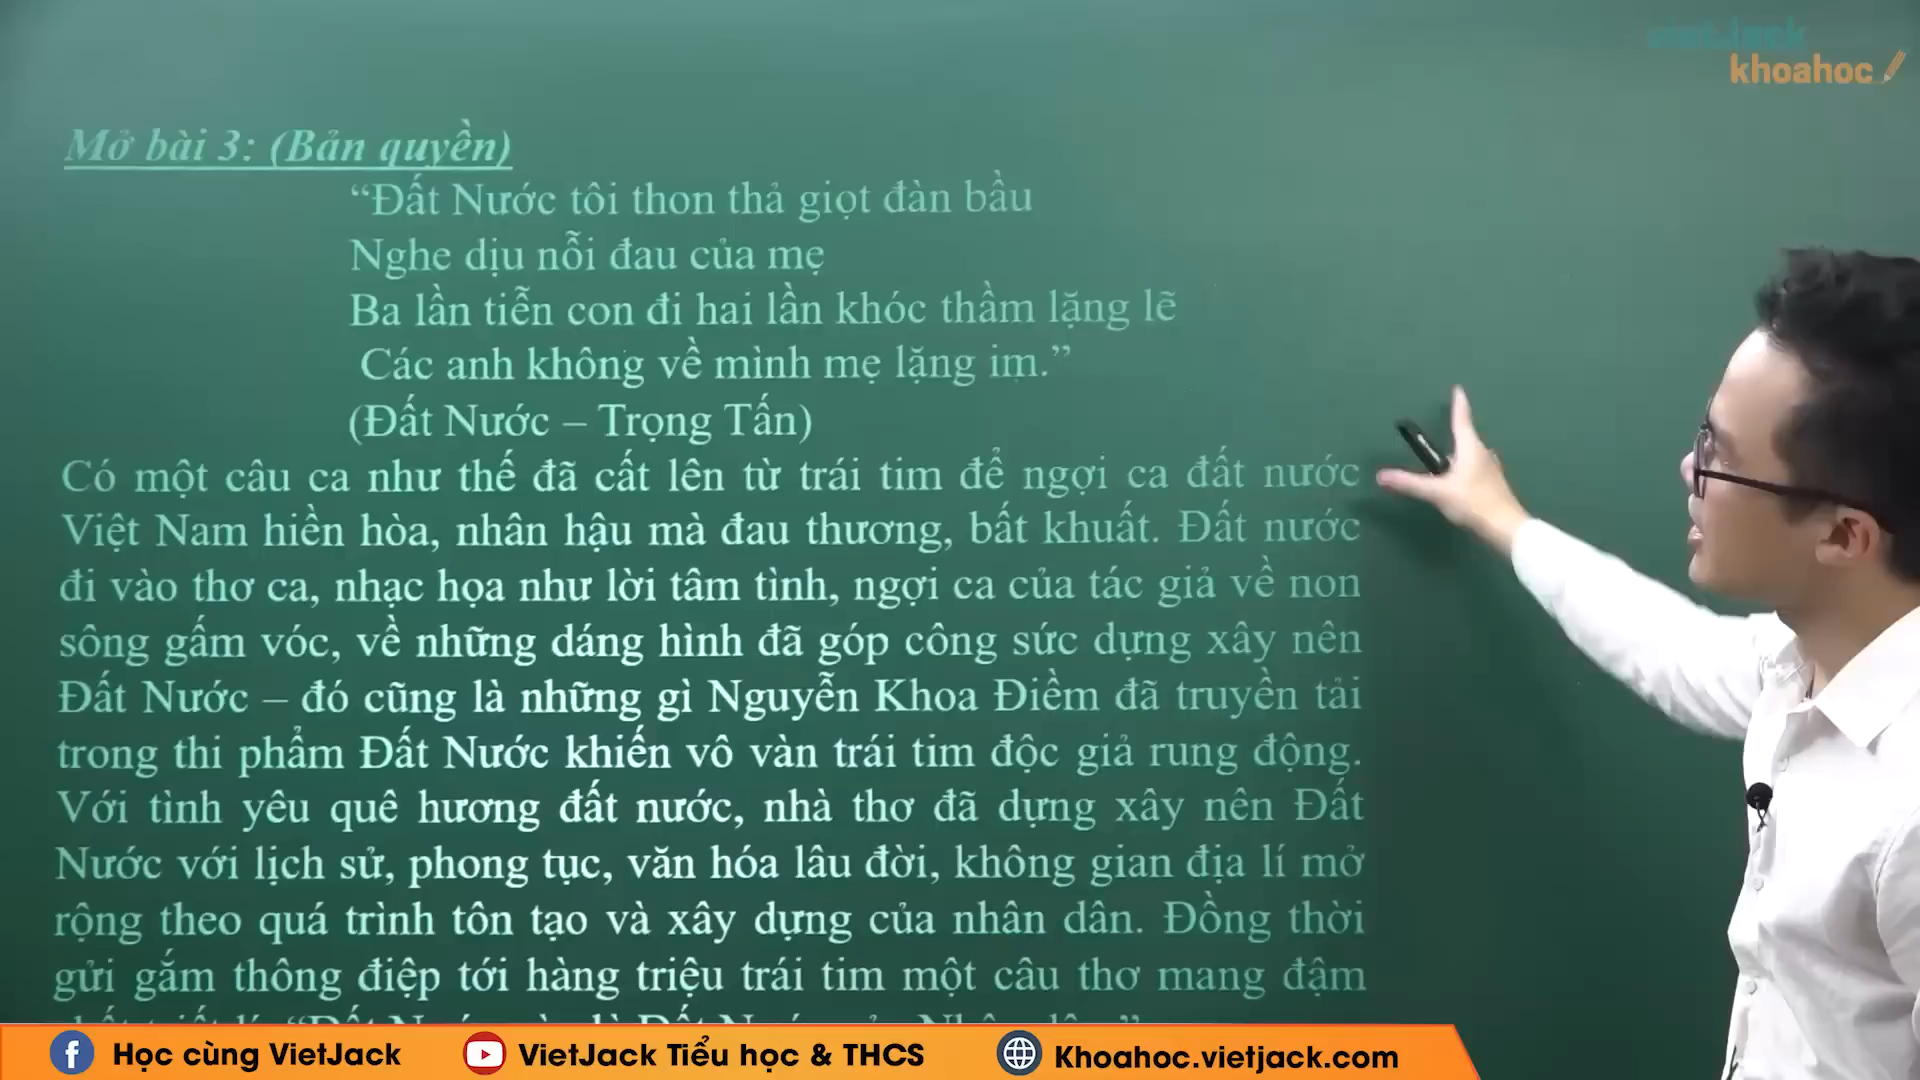 vietJack
khoahoc
Mở bài 3: (Bản quyền)
“Đất Nước tôi thon thả giọt đàn bầu
Nghe dịu nỗi đau của mẹ
Ba lần tiễn con đi hai lần khóc thầm lặng lẽ
Các anh không về mình mẹ lặng im.”
(Đất Nước – Trọng Tấn)
Có một câu ca như thế đã cất lên từ trái tim để ngợi ca đất nước
Việt Nam hiền hòa, nhân hậu mà đau thương, bất khuất. Đất nước
đi vào thơ ca, nhạc họa như lời tâm tình, ngợi ca của tác giả về non
sông gấm vóc, về những dáng hình đã góp công sức dựng xây nên
Đất Nước – đó cũng là những gì Nguyễn Khoa Điềm đã truyền tải
trong thi phẩm Đất Nước khiến vô vàn trái tim độc giả rung động.
Với tình yêu quê hương đất nước, nhà thơ đã dựng xây nên Đất
Nước với lịch sử, phong tục, văn hóa lâu đời, không gian địa lí mở
rộng theo quá trình tôn tạo và xây dựng của nhân dân. Đồng thời
gửi gắm thông điệp tới hàng triệu trái tim một câu thơ mang đậm
Học cùng VietJack
VietJack Tiểu học & THCS
Khoahoc.vietjack.com